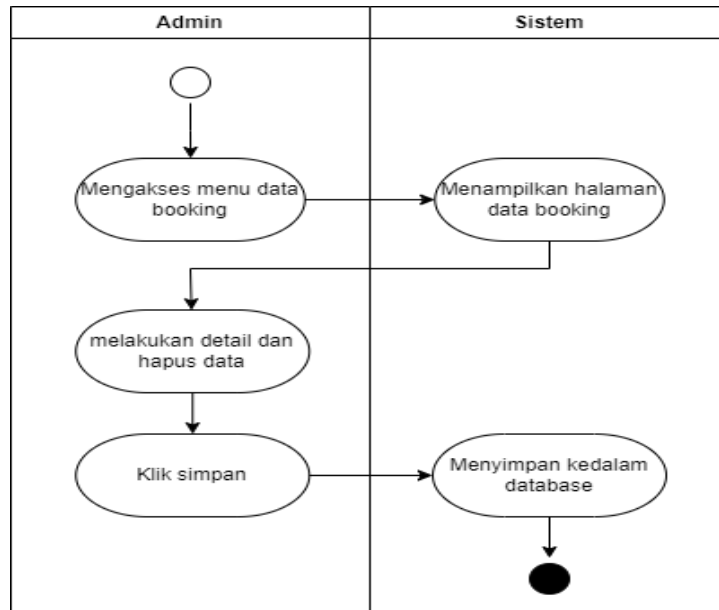 Admin
Sistem
Mengakses menu data
booking
Menampilkan halaman
data booking
melakukan detail dan
hapus data
Klik simpan
Menyimpan kedalam
database